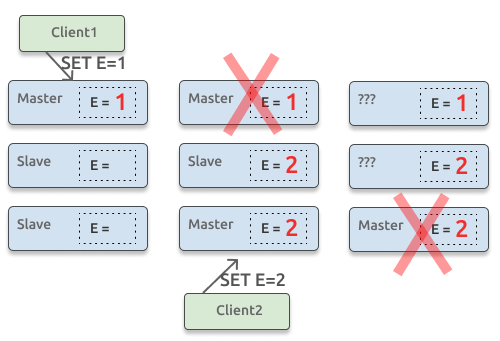 Client1
SET E=1
Master E = 1
Master E = 1
??? E = 1
Slave E =
Slave E = 2
??? E = 2
Slave E =
Master E = 2
Master E = 2
SET E=2
Client2